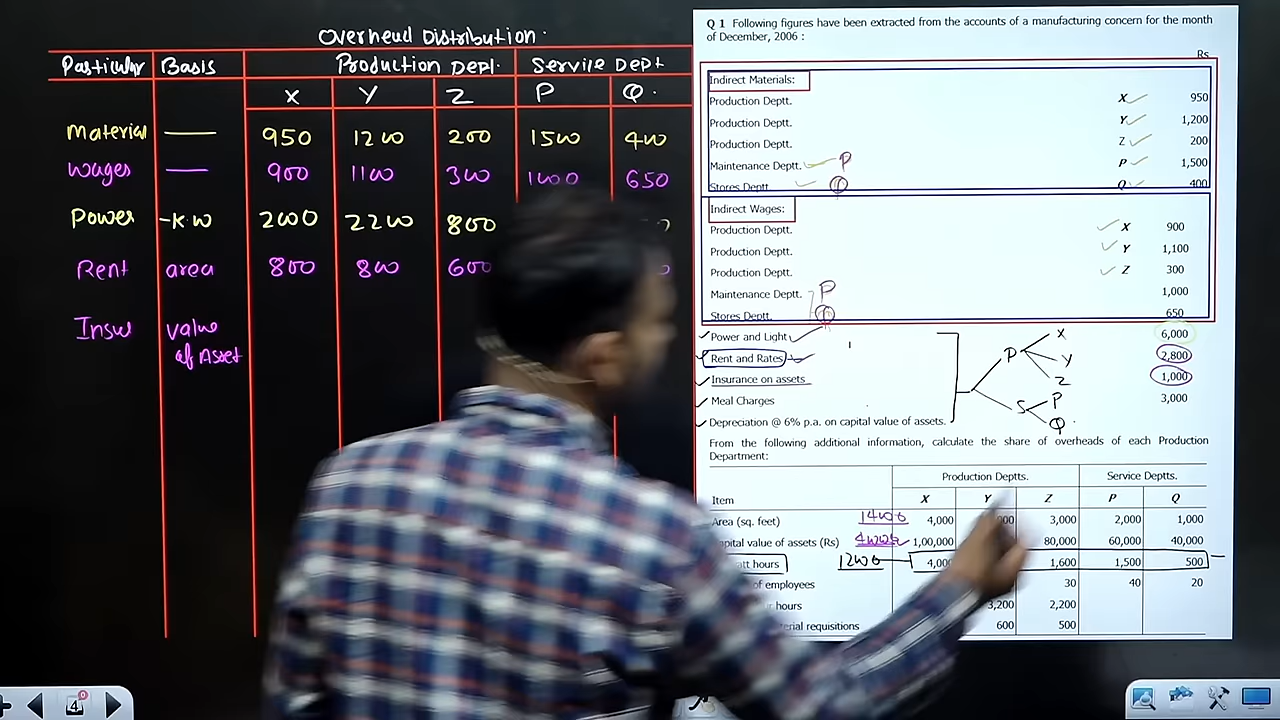 Overhead Distribution.
Particular Basis Production Dept. Service Dept
X Y Z P Q.
Material — 950 1200 200 1500 400
Wages — 900 1100 300 1000 650
Power -K.W 2000 2200 800
Rent area 800 800 600
Insur value of Asset
Q 1 Following figures have been extracted from the accounts of a manufacturing concern for the month
of December, 2006 :
Rs
Indirect Materials:
Production Deptt. X 950
Production Deptt. Y 1,200
Production Deptt. Z 200
Maintenance Deptt. P P 1,500
Stores Deptt. Q Q 400
Indirect Wages:
Production Deptt. X 900
Production Deptt. Y 1,100
Production Deptt. Z 300
Maintenance Deptt. P 1,000
Stores Deptt. Q 650
Power and Light 6,000
Rent and Rates 2,800
Insurance on assets 1,000
Meal Charges 3,000
Depreciation @ 6% p.a. on capital value of assets.
P X Y Z
S P Q
From the following additional information, calculate the share of overheads of each Production
Department:
Production Deptts. Service Deptts.
Item X Y Z P Q
Area (sq. feet) 4,000 3,000 2,000 1,000
capital value of assets (Rs) 1,00,000 80,000 60,000 40,000
hours 1,600 1,500 500
of employees 30 40 20
hours 3,200 2,200
requisitions 600 500
4